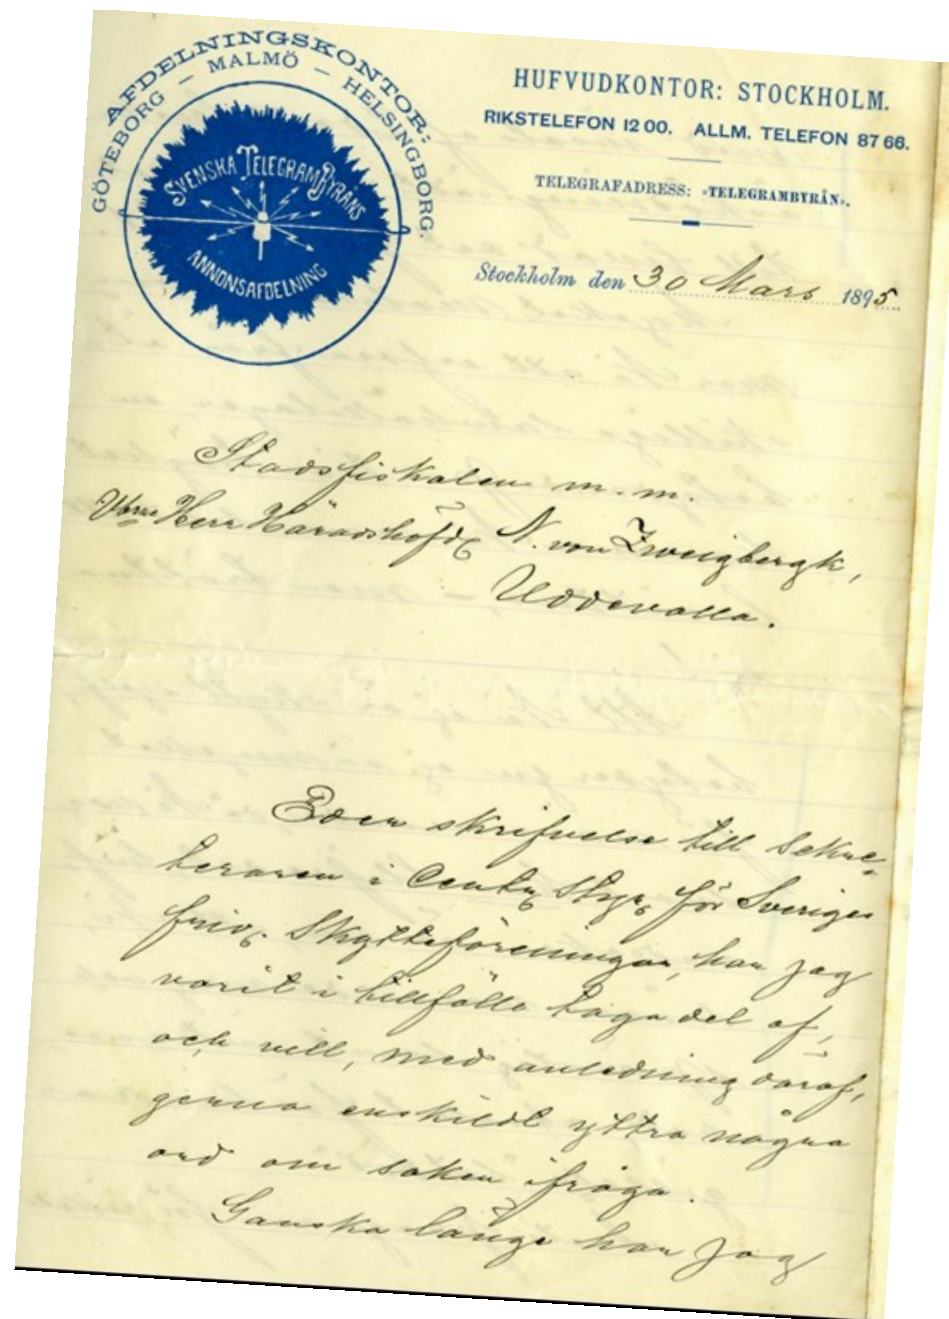 AFDELNINGSKONTOR:
GÖTEBORG — MALMÖ — HELSINGBORG.
SVENSKA TELEGRAMBYRÅNS
ANNONSAFDELNING
HUFVUDKONTOR: STOCKHOLM.
RIKSTELEFON 12 00. ALLM. TELEFON 87 66.
TELEGRAFADRESS: »TELEGRAMBYRÅN».
Stockholm den 30 Mars 1895.
Stadsfiskalen m. m.
Herr Häradshöfd. N. von Zweigbergk,
Uddevalla.
Eder skrifvelse till Sekre-
teraren i Centr. Styr. för Sveriges
friv. Skytteföreningar, har jag
varit i tillfälle taga del af,
och vill, med anledning däraf,
gerna enskildt yttra några
ord om saken ifråga.
Ganska länge har jag